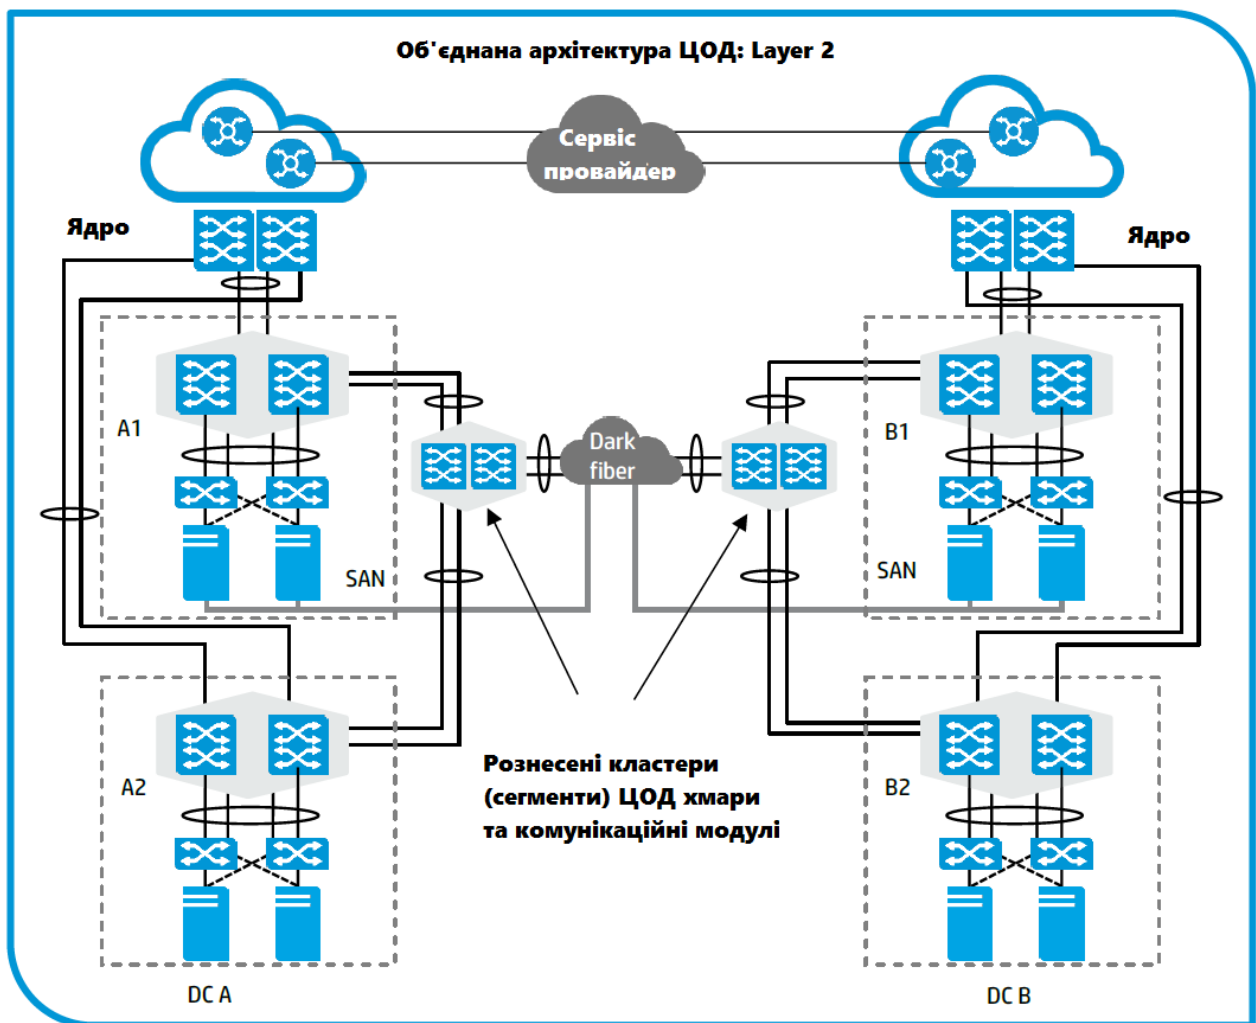 Об'єднана архітектура ЦОД: Layer 2
Сервіс
провайдер
Ядро
Ядро
A1
B1
Dark
fiber
SAN
SAN
A2
B2
Рознесені кластери
(сегменти) ЦОД хмари
та комунікаційні модулі
DC A
DC B